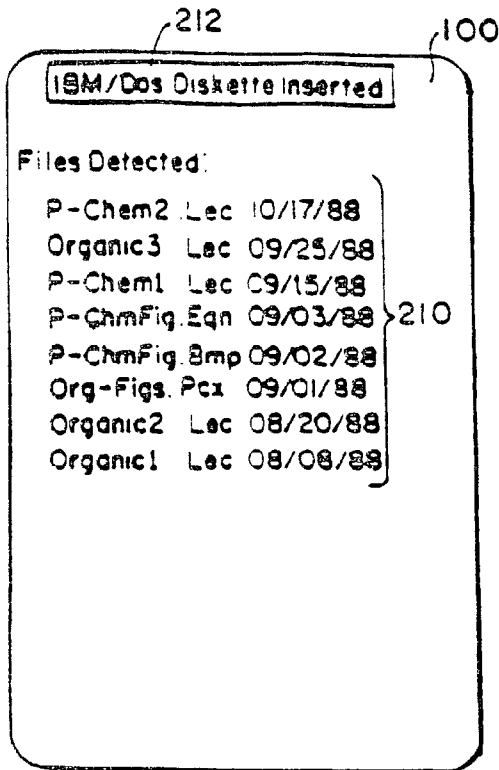 212
100
IBM/Dos Diskette Inserted
Files Detected:
P-Chem2 .Lec 10/17/88
Organic3 Lec 09/25/88
P-Chem1 Lec 09/15/88
P-ChmFig.Eqn 09/03/88
210
P-ChmFig.Bmp 09/02/88
Org-Figs.Pcx 09/01/88
Organic2 Lec 08/20/88
Organic1 Lec 08/08/88